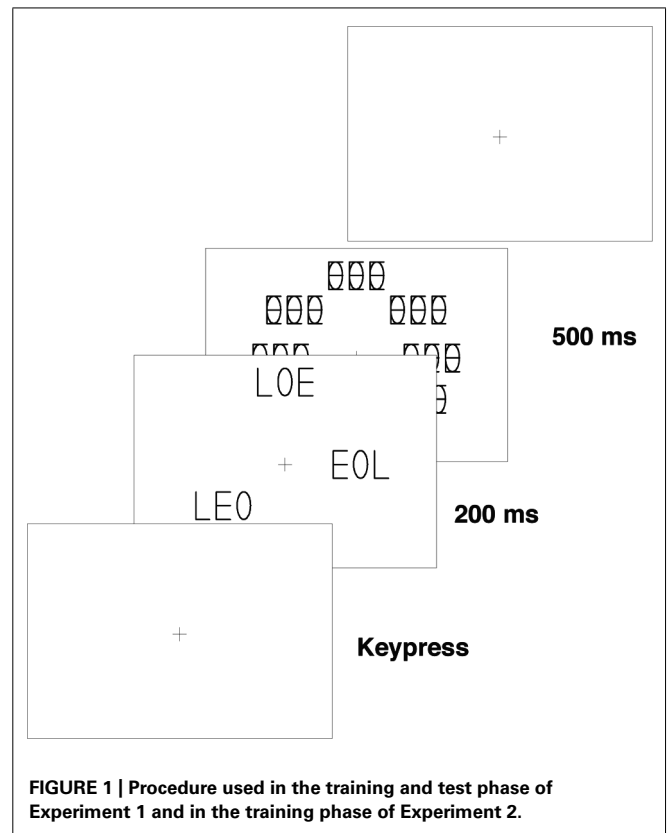 500 ms
LOE
EOL
LEO
200 ms
Keypress
FIGURE 1 | Procedure used in the training and test phase of
Experiment 1 and in the training phase of Experiment 2.